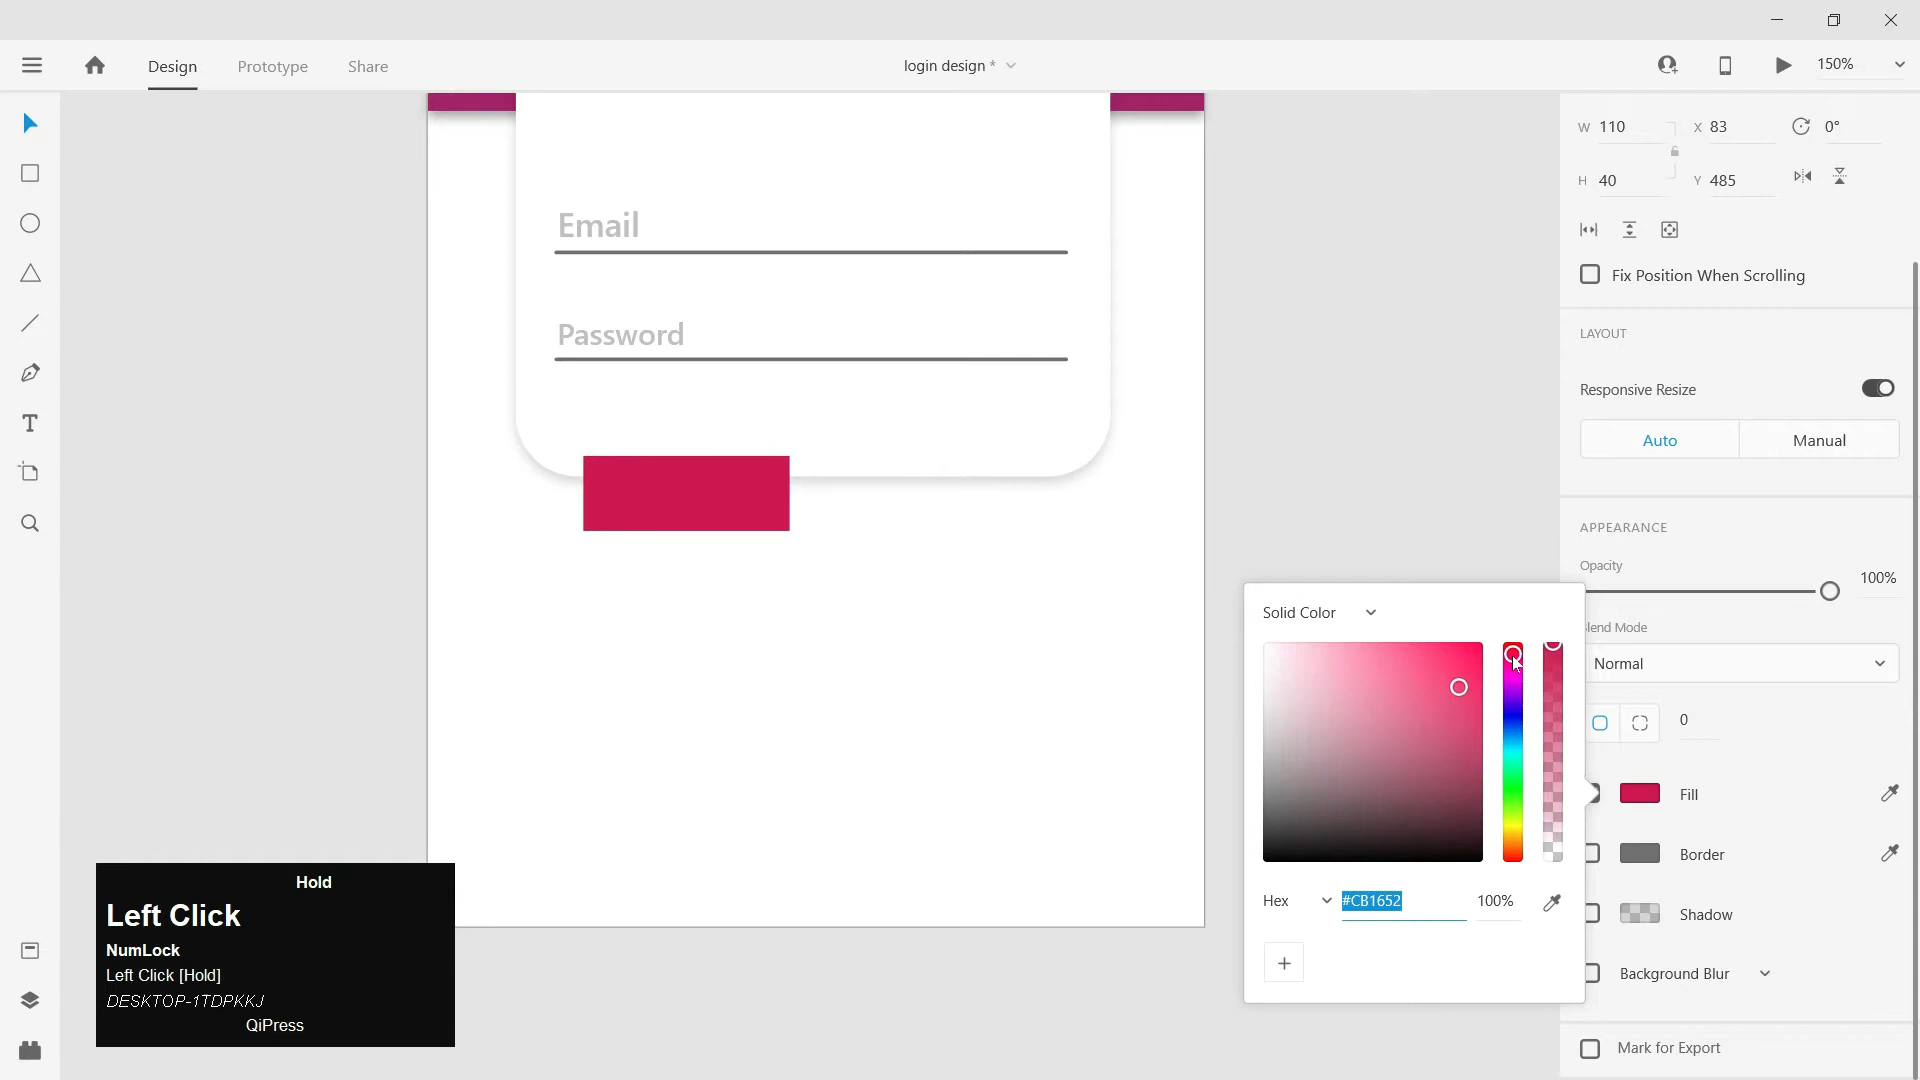 Design
Prototype
Share
login design *
150%
W 110
X 83
0°
H 40
Y 485
Fix Position When Scrolling
LAYOUT
Responsive Resize
Auto
Manual
APPEARANCE
Opacity
100%
Blend Mode
Normal
0
Fill
Border
Shadow
Background Blur
Mark for Export
Email
Password
Solid Color
Hex
#CB1652
100%
Hold
Left Click
NumLock
Left Click [Hold]
DESKTOP-1TDPKKJ
QiPress